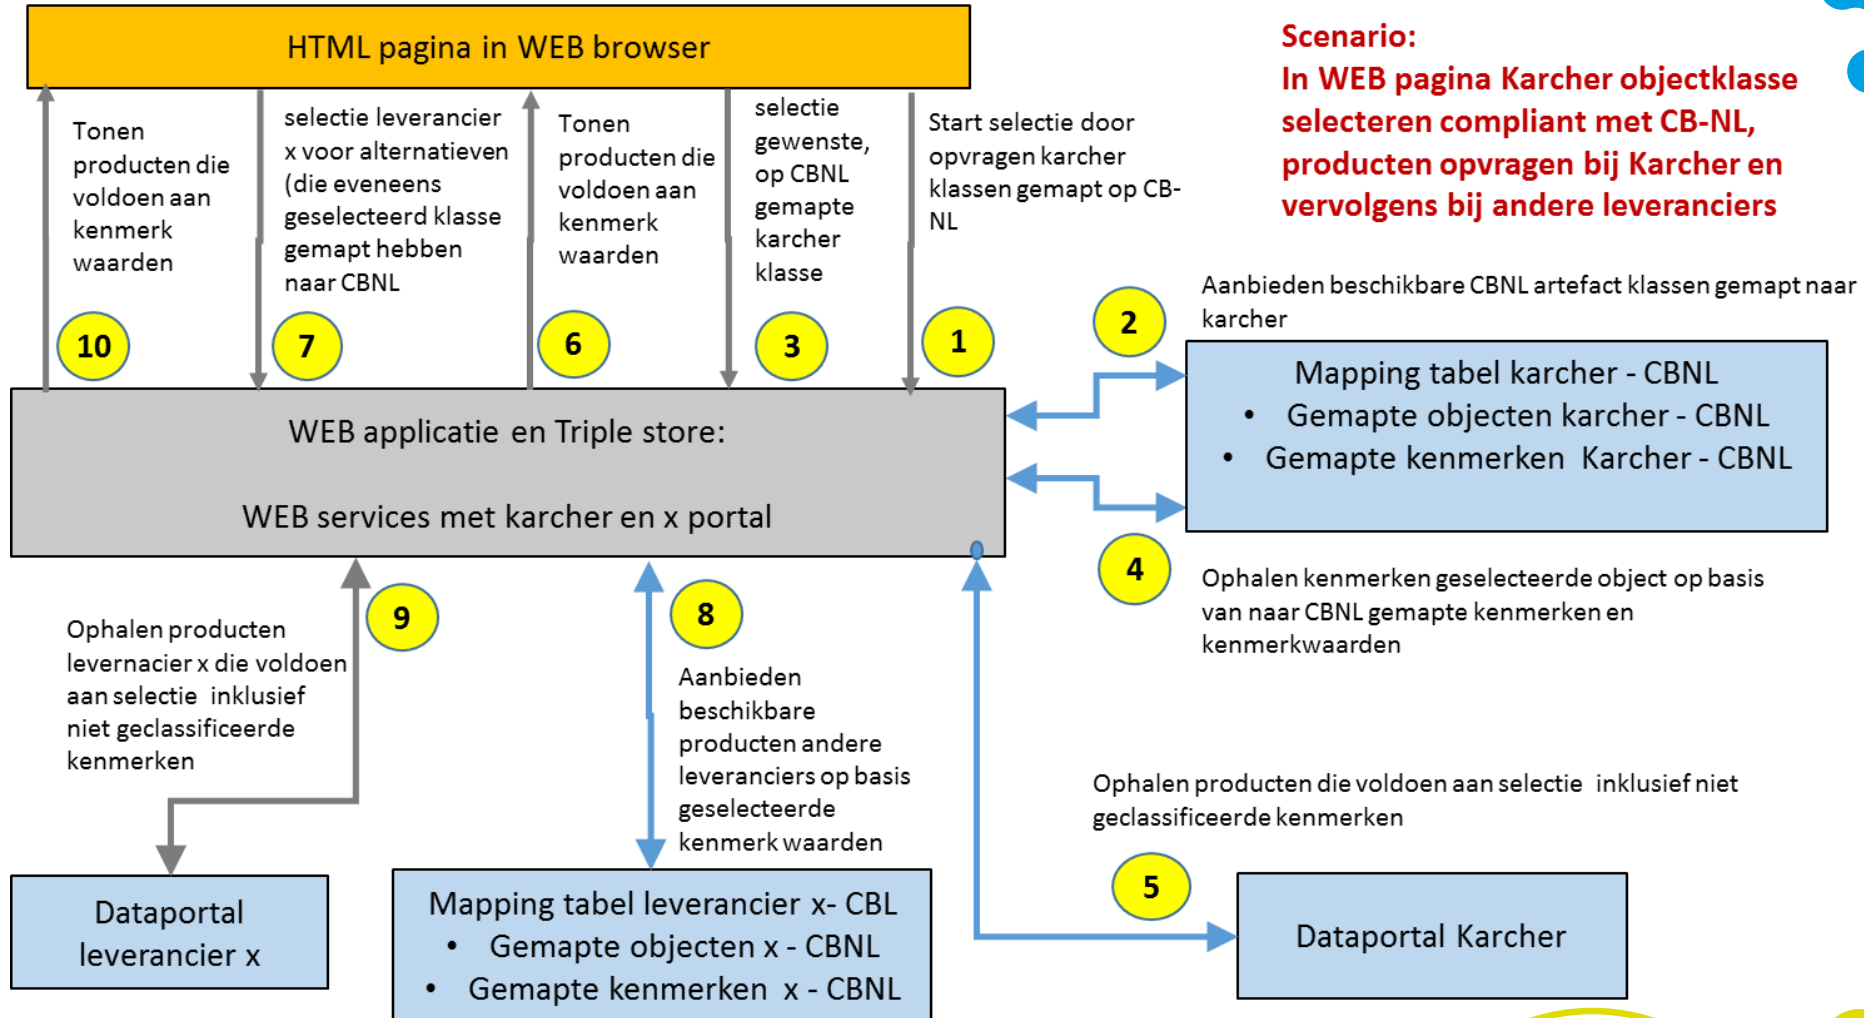 HTML pagina in WEB browser
Scenario:
In WEB pagina Karcher objectklasse
selecteren compliant met CB-NL,
producten opvragen bij Karcher en
vervolgens bij andere leveranciers
Tonen
producten die
voldoen aan
kenmerk
waarden
10
selectie leverancier
x voor alternatieven
(die eveneens
geselecteerd klasse
gemapt hebben
naar CBNL
7
Tonen
producten die
voldoen aan
kenmerk
waarden
6
selectie
gewenste,
op CBNL
gemapte
karcher
klasse
3
Start selectie door
opvragen karcher
klassen gemapt op CB-
NL
1
2
Aanbieden beschikbare CBNL artefact klassen gemapt naar
karcher
Mapping tabel karcher - CBNL
• Gemapte objecten karcher - CBNL
• Gemapte kenmerken Karcher - CBNL
WEB applicatie en Triple store:
WEB services met karcher en x portal
4
Ophalen kenmerken geselecteerde object op basis
van naar CBNL gemapte kenmerken en
kenmerkwaarden
9
Ophalen producten
levernacier x die voldoen
aan selectie inklusief
niet geclassificeerde
kenmerken
8
Aanbieden
beschikbare
producten andere
leveranciers op basis
geselecteerde
kenmerk waarden
Ophalen producten die voldoen aan selectie inklusief niet
geclassificeerde kenmerken
5
Dataportal
leverancier x
Mapping tabel leverancier x- CBL
• Gemapte objecten x - CBNL
• Gemapte kenmerken x - CBNL
Dataportal Karcher